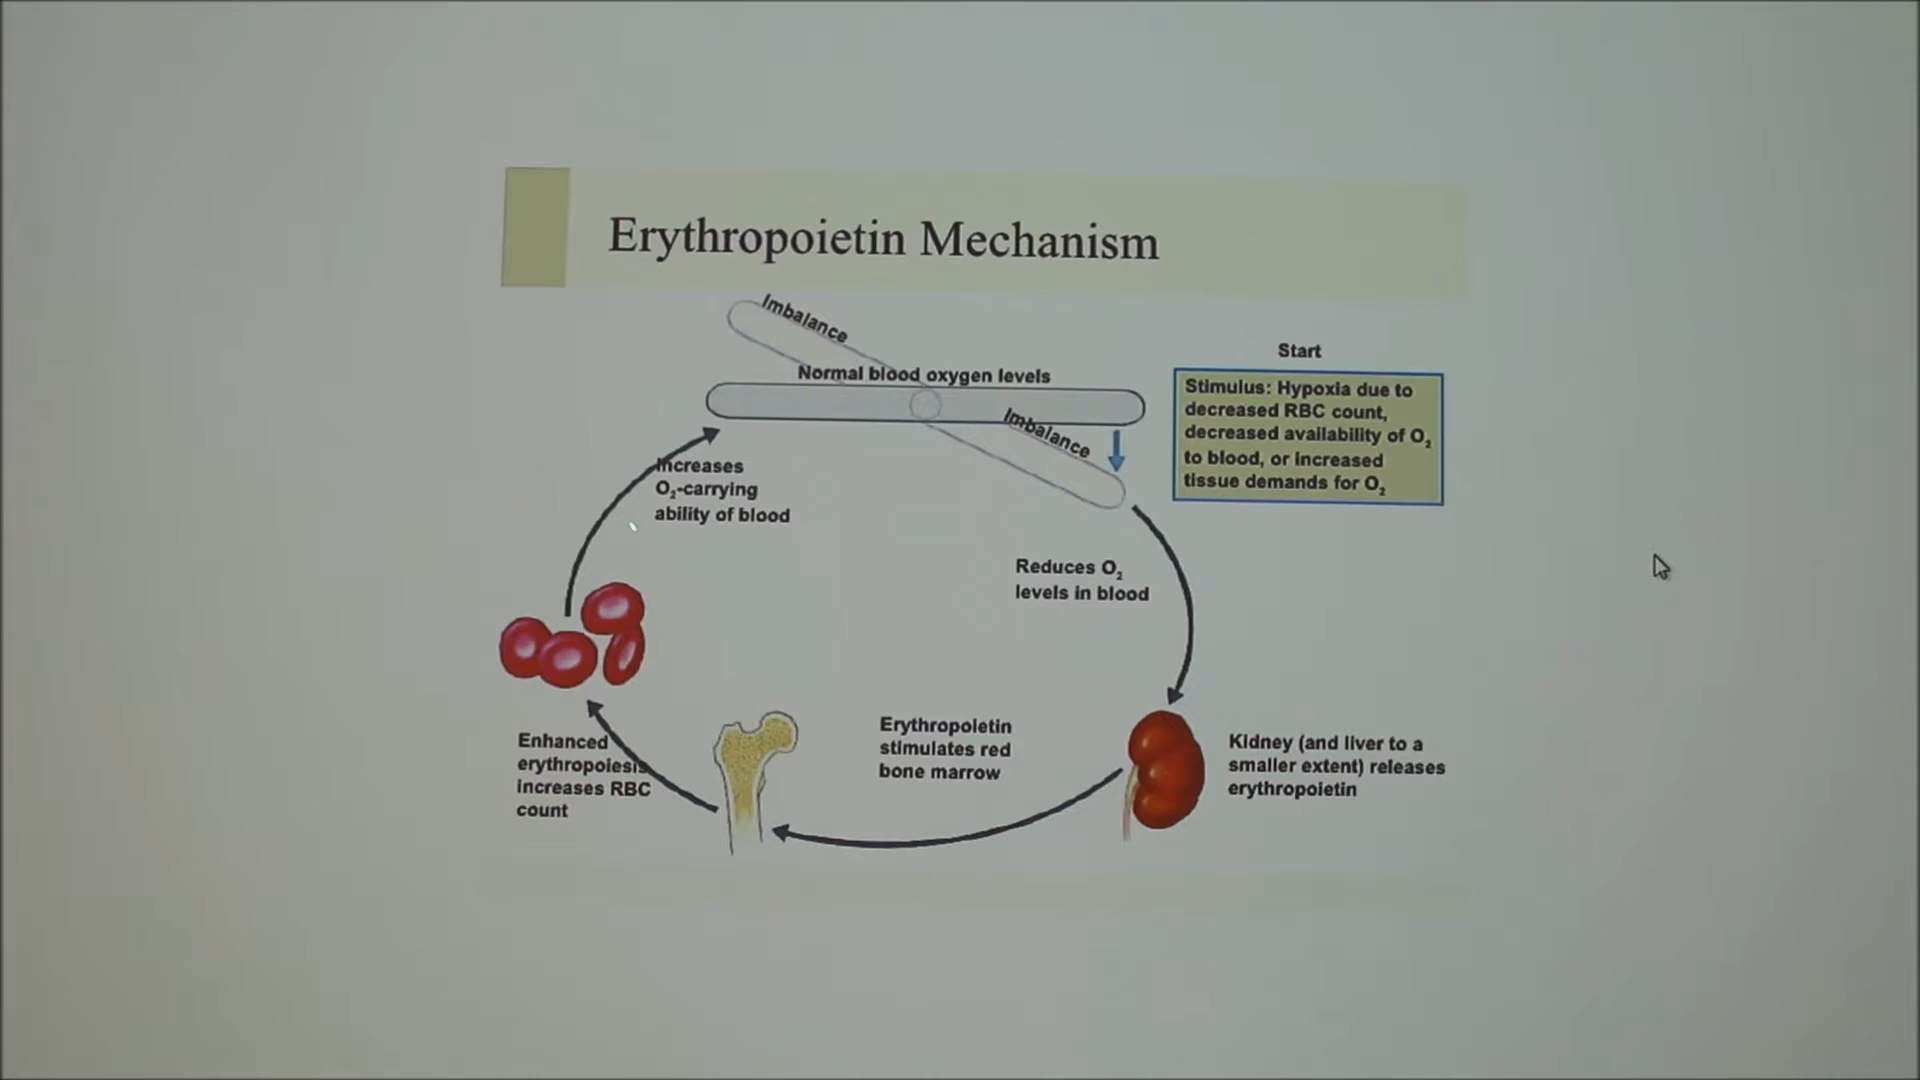 Erythropoietin Mechanism
Imbalance
Normal blood oxygen levels
Imbalance
Start
Stimulus: Hypoxia due to
decreased RBC count,
decreased availability of O₂
to blood, or increased
tissue demands for O₂
Increases
O₂-carrying
ability of blood
Reduces O₂
levels in blood
Erythropoietin
stimulates red
bone marrow
Kidney (and liver to a
smaller extent) releases
erythropoietin
Enhanced
erythropoiesis
increases RBC
count